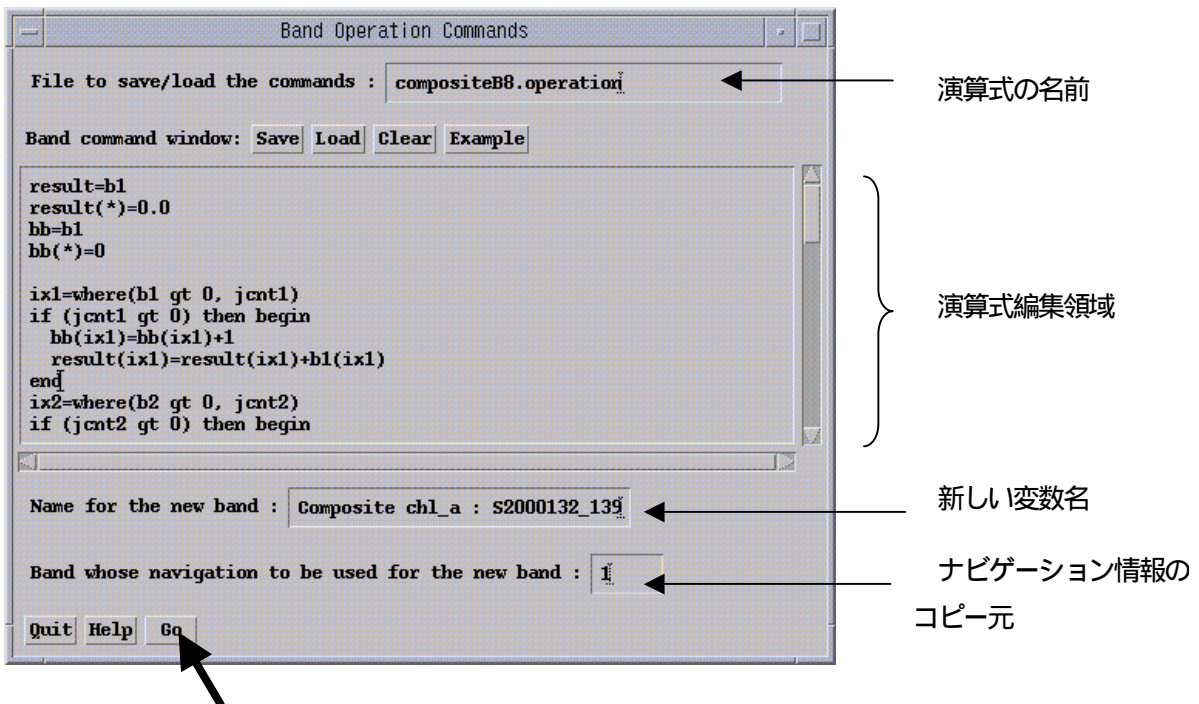 Band Operation Commands
File to save/load the commands : compositeB8.operation
演算式の名前
Band command window: Save Load Clear Example
result=b1
result(*)=0.0
bb=b1
bb(*)=0
ix1=where(b1 gt 0, jcnt1)
if (jcnt1 gt 0) then begin
bb(ix1)=bb(ix1)+1
result(ix1)=result(ix1)+b1(ix1)
end
ix2=where(b2 gt 0, jcnt2)
if (jcnt2 gt 0) then begin
演算式編集領域
Name for the new band : Composite chl_a : S2000132_139
新しい変数名
Band whose navigation to be used for the new band : 1
ナビゲーション情報の
コピー元
Quit Help Go